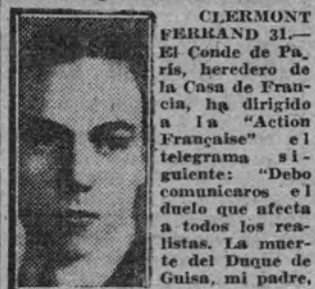 CLERMONT
FERRAND 31.—
El Conde de Pa-
rís, heredero de
la Casa de Fran-
cia, ha dirigido
a la "Action
Française" el
telegrama si-
guiente: "Debo
comunicaros el
duelo que afecta
a todos los rea-
listas. La muer-
te del Duque de
Guisa, mi padre,